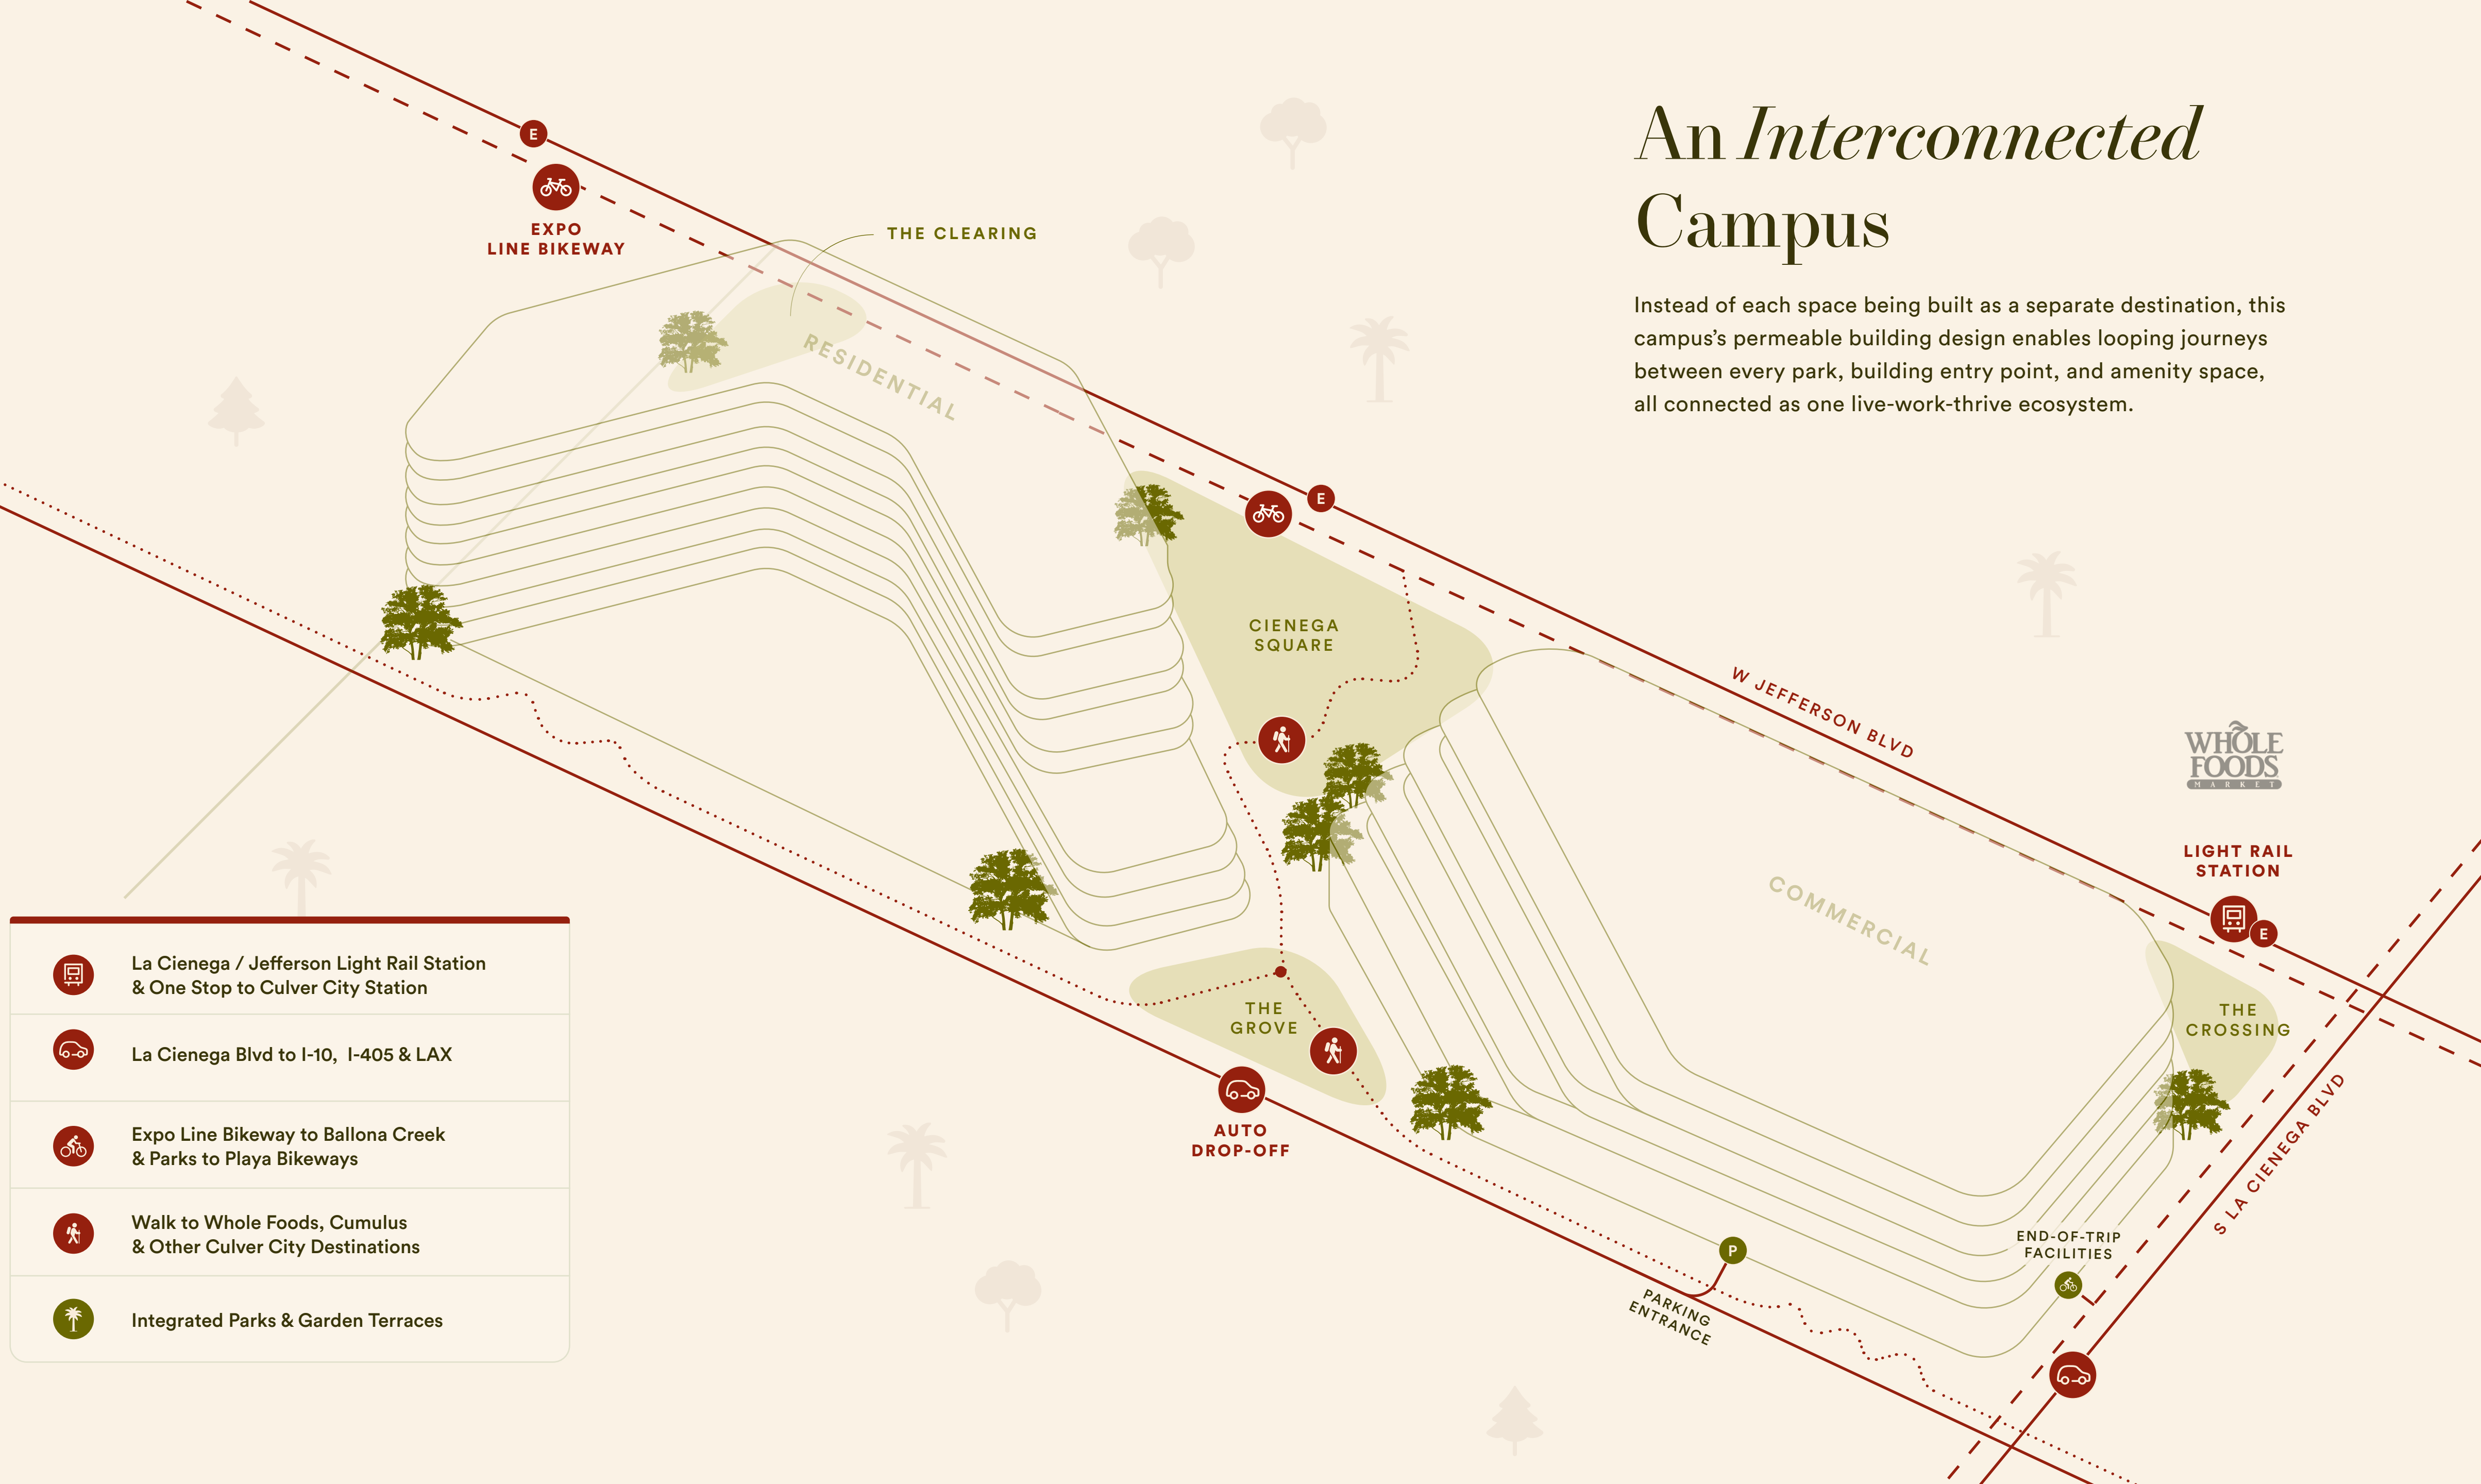 An Interconnected
Campus
Instead of each space being built as a separate destination, this
campus’s permeable building design enables looping journeys
between every park, building entry point, and amenity space,
all connected as one live-work-thrive ecosystem.
E
EXPO
LINE BIKEWAY
THE CLEARING
RESIDENTIAL
E
CIENEGA
SQUARE
W JEFFERSON BLVD
WHOLE
FOODS
MARKET
LIGHT RAIL
STATION
E
COMMERCIAL
THE
CROSSING
THE
GROVE
S LA CIENEGA BLVD
AUTO
DROP-OFF
END-OF-TRIP
FACILITIES
P
PARKING
ENTRANCE
La Cienega / Jefferson Light Rail Station
& One Stop to Culver City Station
La Cienega Blvd to I-10, I-405 & LAX
Expo Line Bikeway to Ballona Creek
& Parks to Playa Bikeways
Walk to Whole Foods, Cumulus
& Other Culver City Destinations
Integrated Parks & Garden Terraces